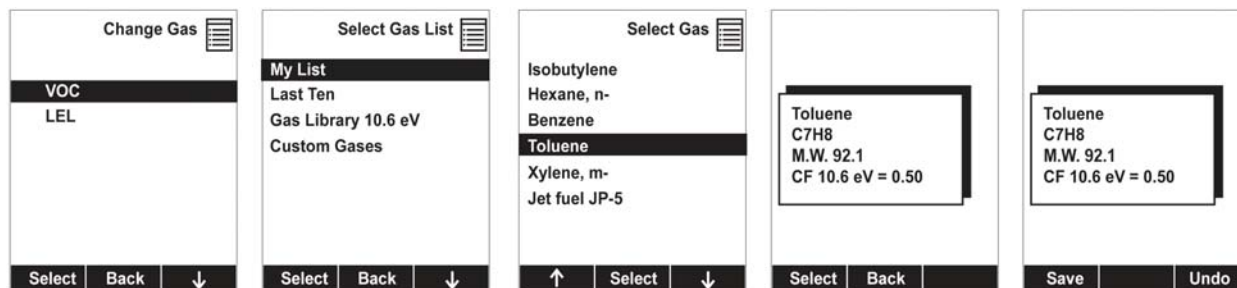 Change Gas
VOC
LEL
Select Back ↓
Select Gas List
My List
Last Ten
Gas Library 10.6 eV
Custom Gases
Select Back ↓
Select Gas
Isobutylene
Hexane, n-
Benzene
Toluene
Xylene, m-
Jet fuel JP-5
↑ Select ↓
Toluene
C7H8
M.W. 92.1
CF 10.6 eV = 0.50
Select Back
Toluene
C7H8
M.W. 92.1
CF 10.6 eV = 0.50
Save Undo